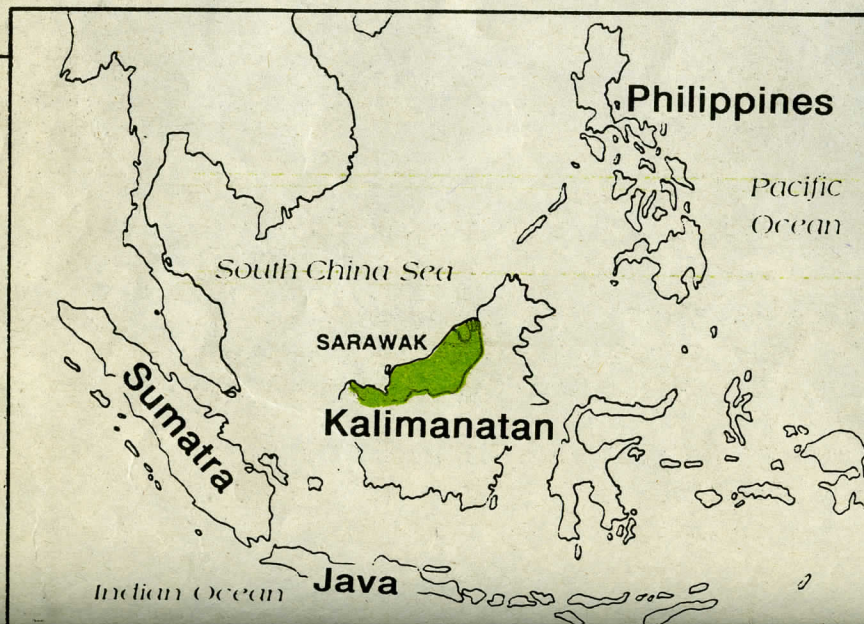 Philippines
Pacific
Ocean
South China Sea
SARAWAK
Sumatra
Kalimanatan
Java
Indian Ocean